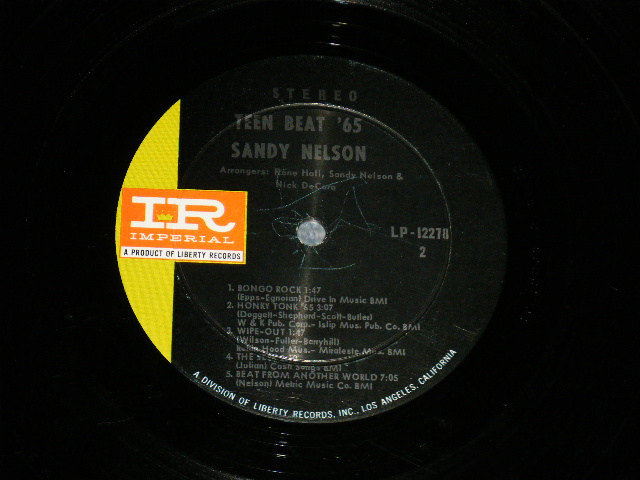 STEREO
TEEN BEAT '65
SANDY NELSON
Arrangers: Réne Hall, Sandy Nelson &
Nick DeCaro
IR
IMPERIAL
A PRODUCT OF LIBERTY RECORDS
LP-12278
2
1. BONGO ROCK 1:47
(Epps-Egnoian) Drive In Music BMI
2. HONKY TONK '65 3:07
(Doggett-Shepherd-Scott-Butler)
W & K Pub. Corp.- Islip Mus. Pub. Co. BMI
3. WIPE-OUT 1:47
(Wilson-Fuller-Berryhill)
Robin Hood Mus.- Miraleste Mus. BMI
4. THE
(Julian) Cash Songs BMI
5. BEAT FROM ANOTHER WORLD 7:05
(Nelson) Metric Music Co. BMI
A DIVISION OF LIBERTY RECORDS, INC., LOS ANGELES, CALIFORNIA